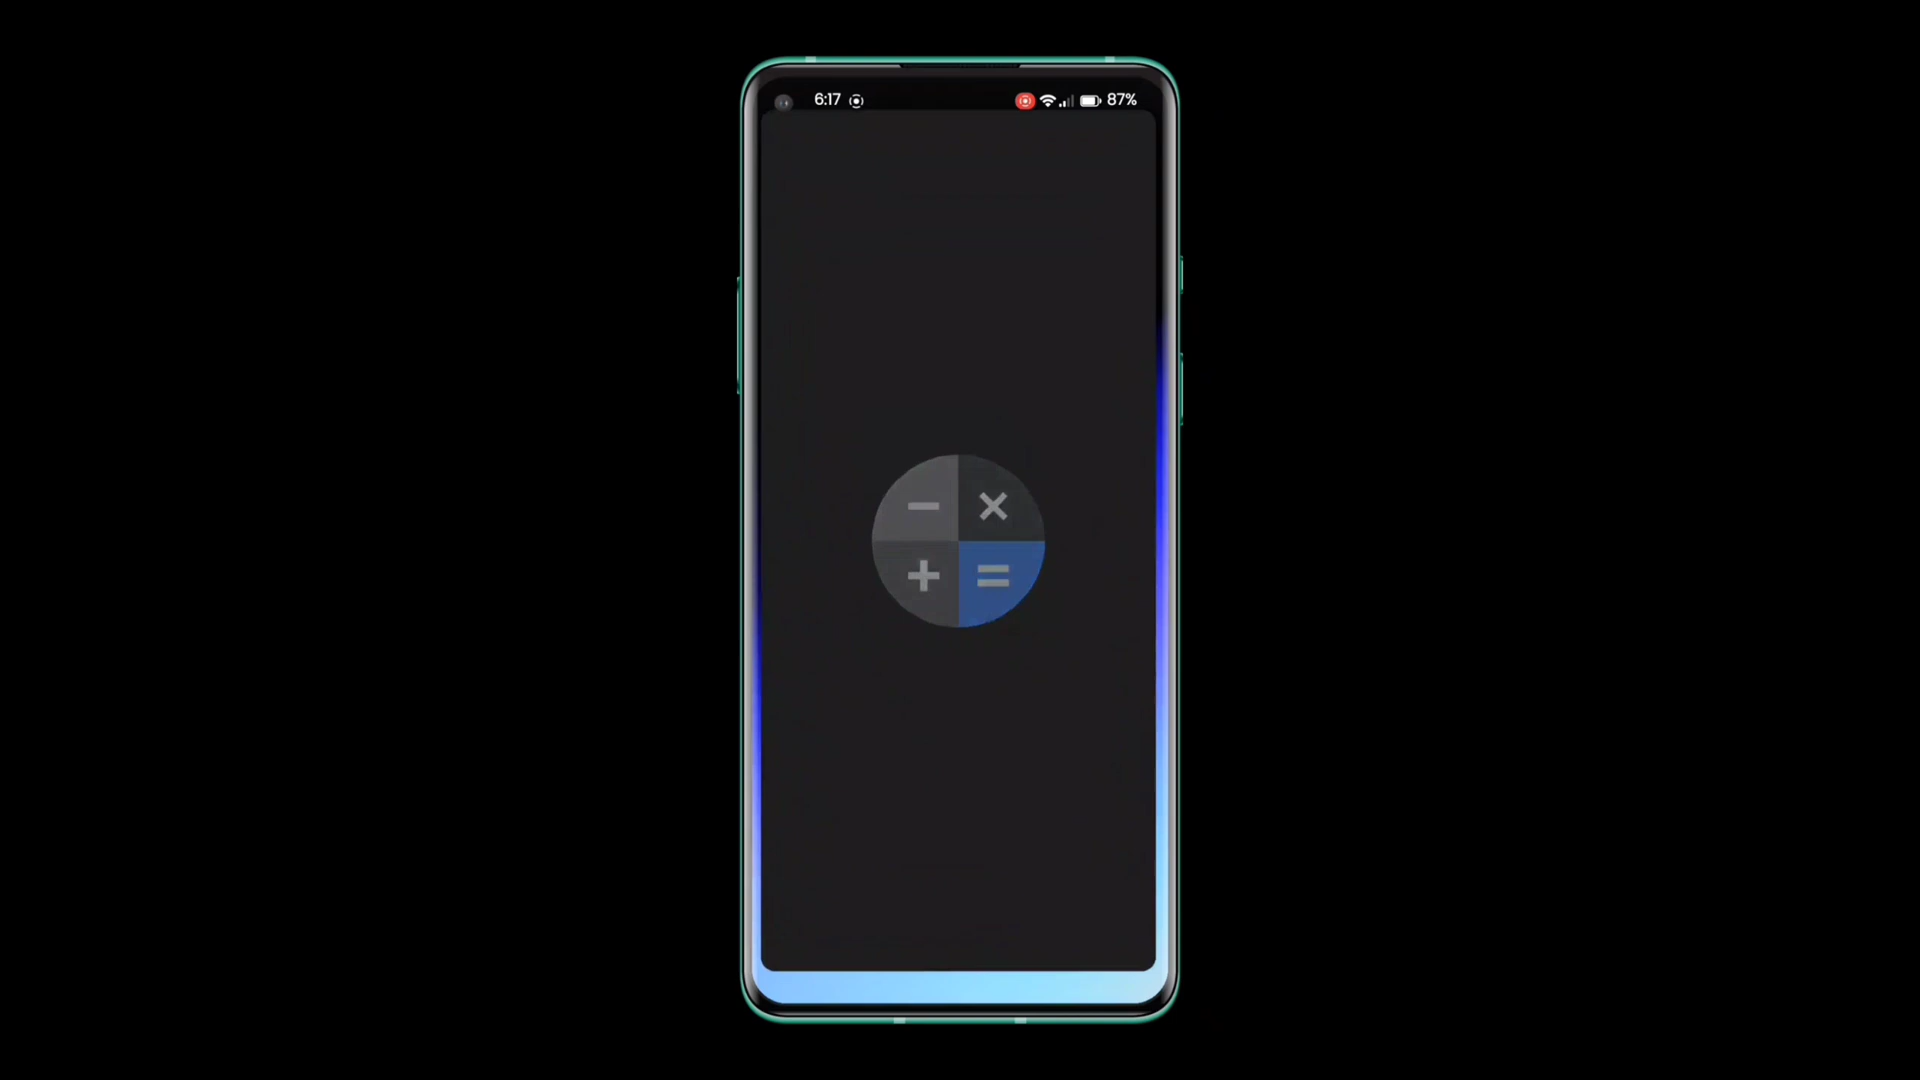 6:17 87%
− ×
+ =